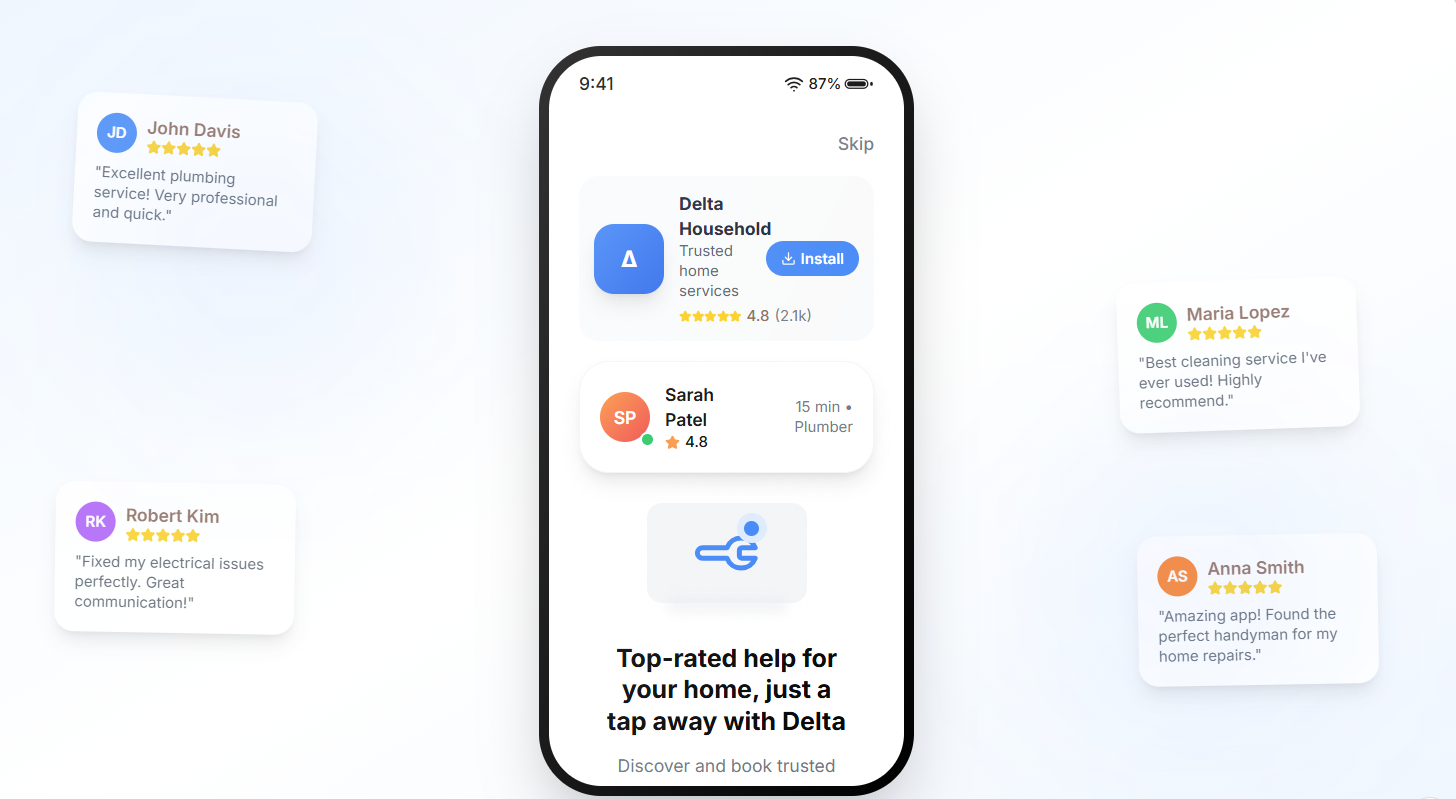 9:41
87%
Skip
Δ
Delta
Household
Trusted
home
services
Install
4.8 (2.1k)
SP
Sarah
Patel
4.8
15 min •
Plumber
Top-rated help for
your home, just a
tap away with Delta
Discover and book trusted
JD
John Davis
"Excellent plumbing
service! Very professional
and quick."
RK
Robert Kim
"Fixed my electrical issues
perfectly. Great
communication!"
ML
Maria Lopez
"Best cleaning service I've
ever used! Highly
recommend."
AS
Anna Smith
"Amazing app! Found the
perfect handyman for my
home repairs."